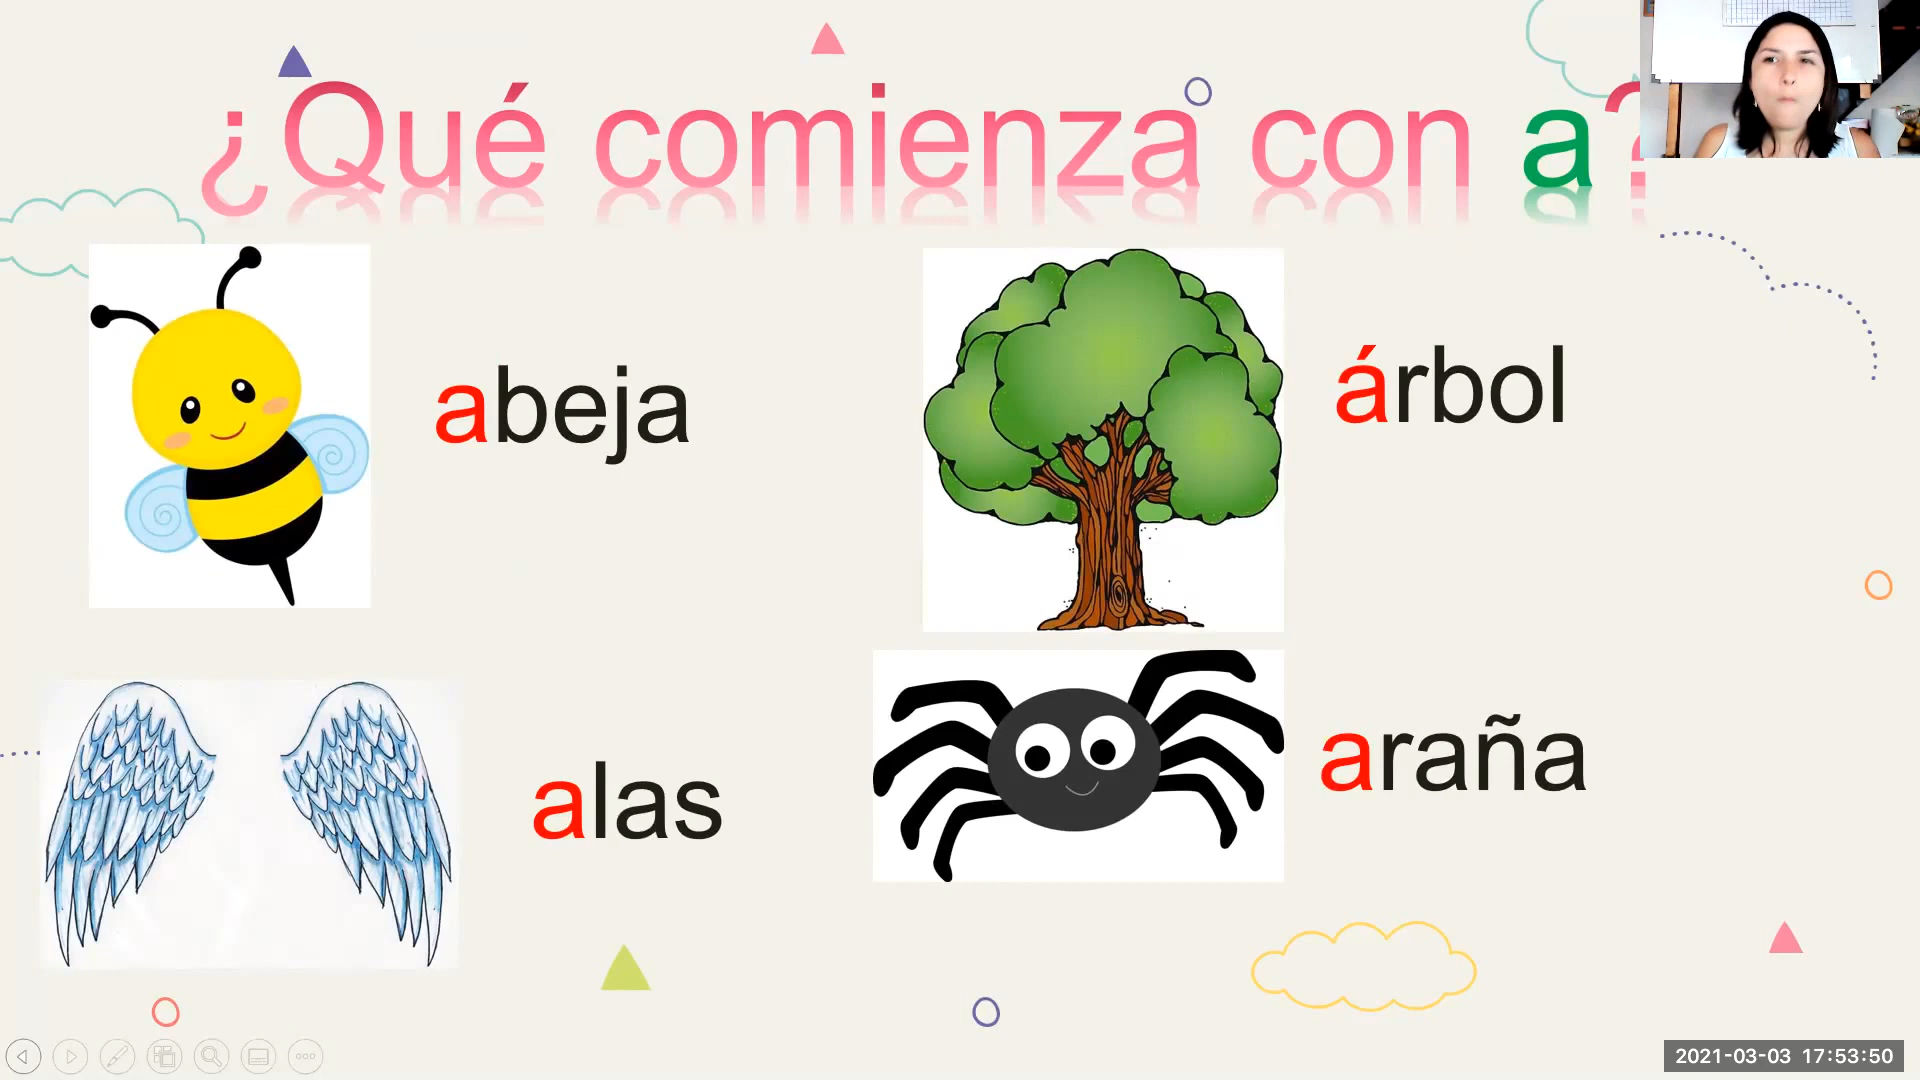 ¿Qué comienza con a?
abeja
árbol
alas
araña
2021-03-03 17:53:50